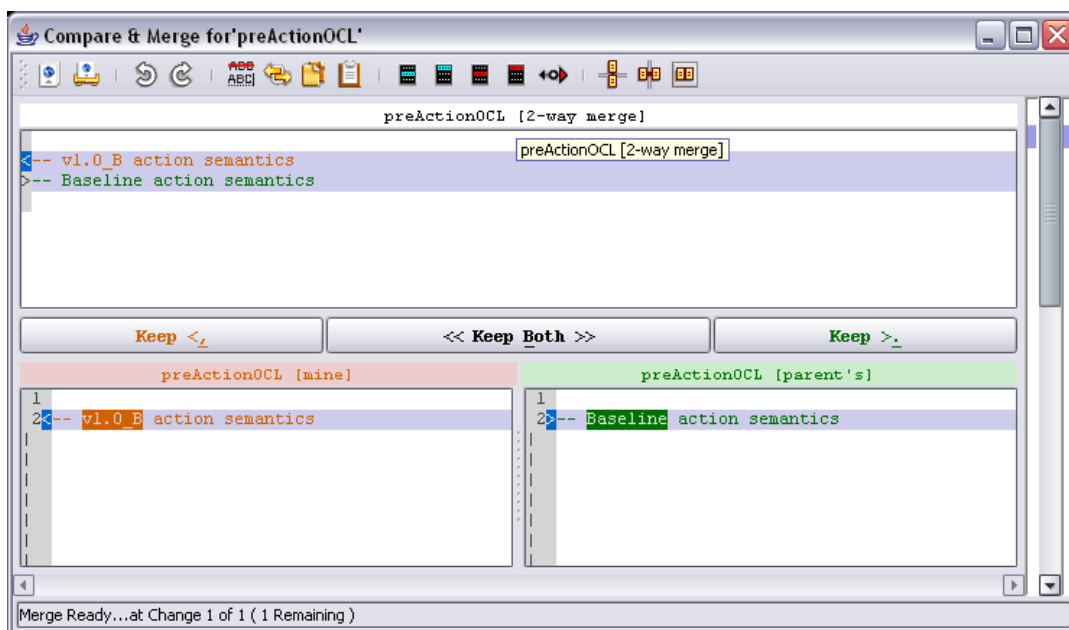 Compare & Merge for'preActionOCL'
ABC
ABC
preActionOCL [2-way merge]
preActionOCL [2-way merge]
<-- v1.0_B action semantics
>-- Baseline action semantics
Keep <,
<< Keep Both >>
Keep >.
preActionOCL [mine]
preActionOCL [parent's]
1
2<-- v1.0_B action semantics
1
2>-- Baseline action semantics
Merge Ready...at Change 1 of 1 ( 1 Remaining )